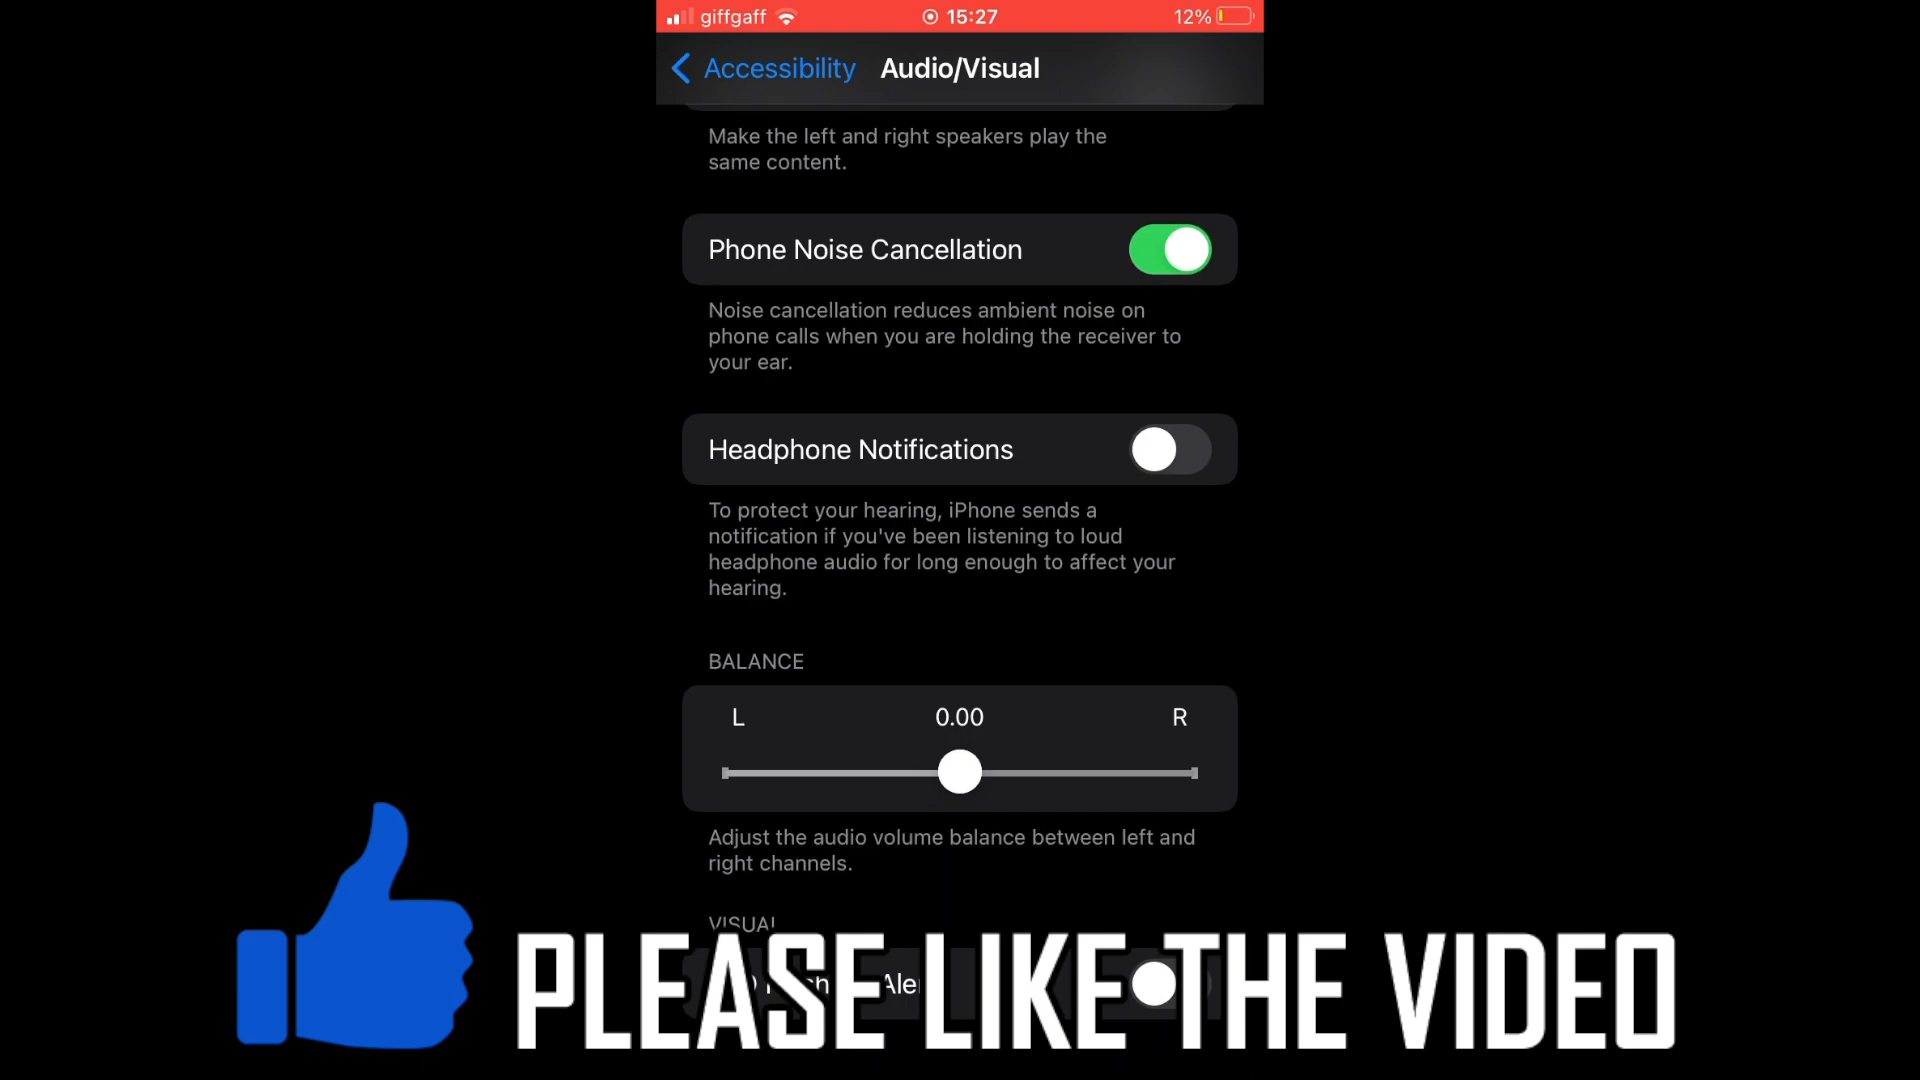 giffgaff 15:27 12%
Accessibility Audio/Visual
Make the left and right speakers play the
same content.
Phone Noise Cancellation
Noise cancellation reduces ambient noise on
phone calls when you are holding the receiver to
your ear.
Headphone Notifications
To protect your hearing, iPhone sends a
notification if you've been listening to loud
headphone audio for long enough to affect your
hearing.
BALANCE
L 0.00 R
Adjust the audio volume balance between left and
right channels.
VISUAL
PLEASE LIKE THE VIDEO